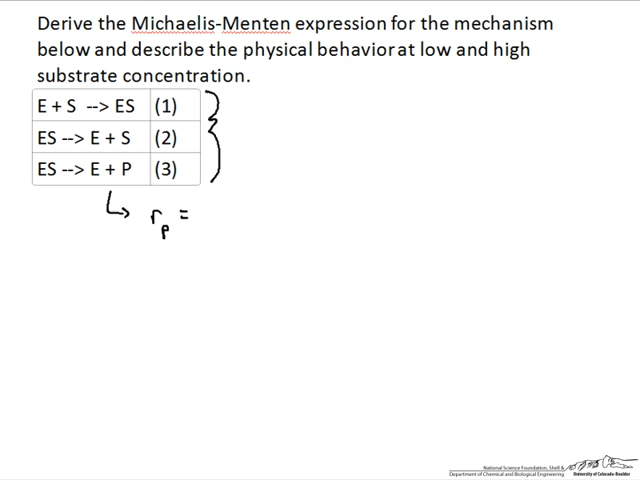 Derive the Michaelis-Menten expression for the mechanism
below and describe the physical behavior at low and high
substrate concentration.
E + S --> ES (1)
ES --> E + S (2)
ES --> E + P (3)
r_P =
National Science Foundation, Shell &
Department of Chemical and Biological Engineering
University of Colorado-Boulder